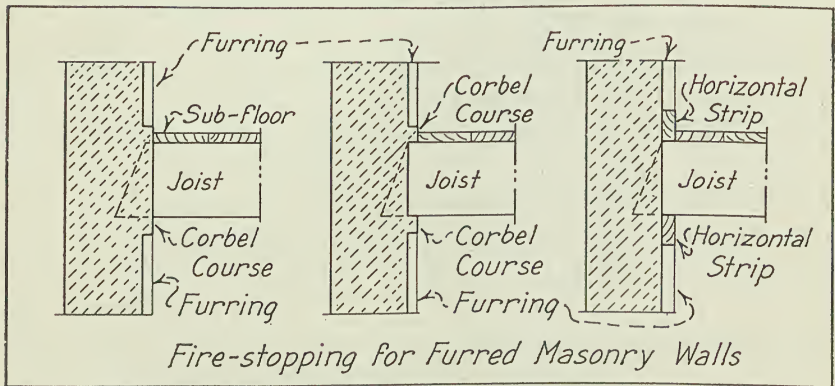 Furring
Sub-floor
Joist
Corbel
Course
Furring
Corbel
Course
Joist
Corbel
Course
Furring
Furring
Horizontal
Strip
Joist
Horizontal
Strip
Fire-stopping for Furred Masonry Walls